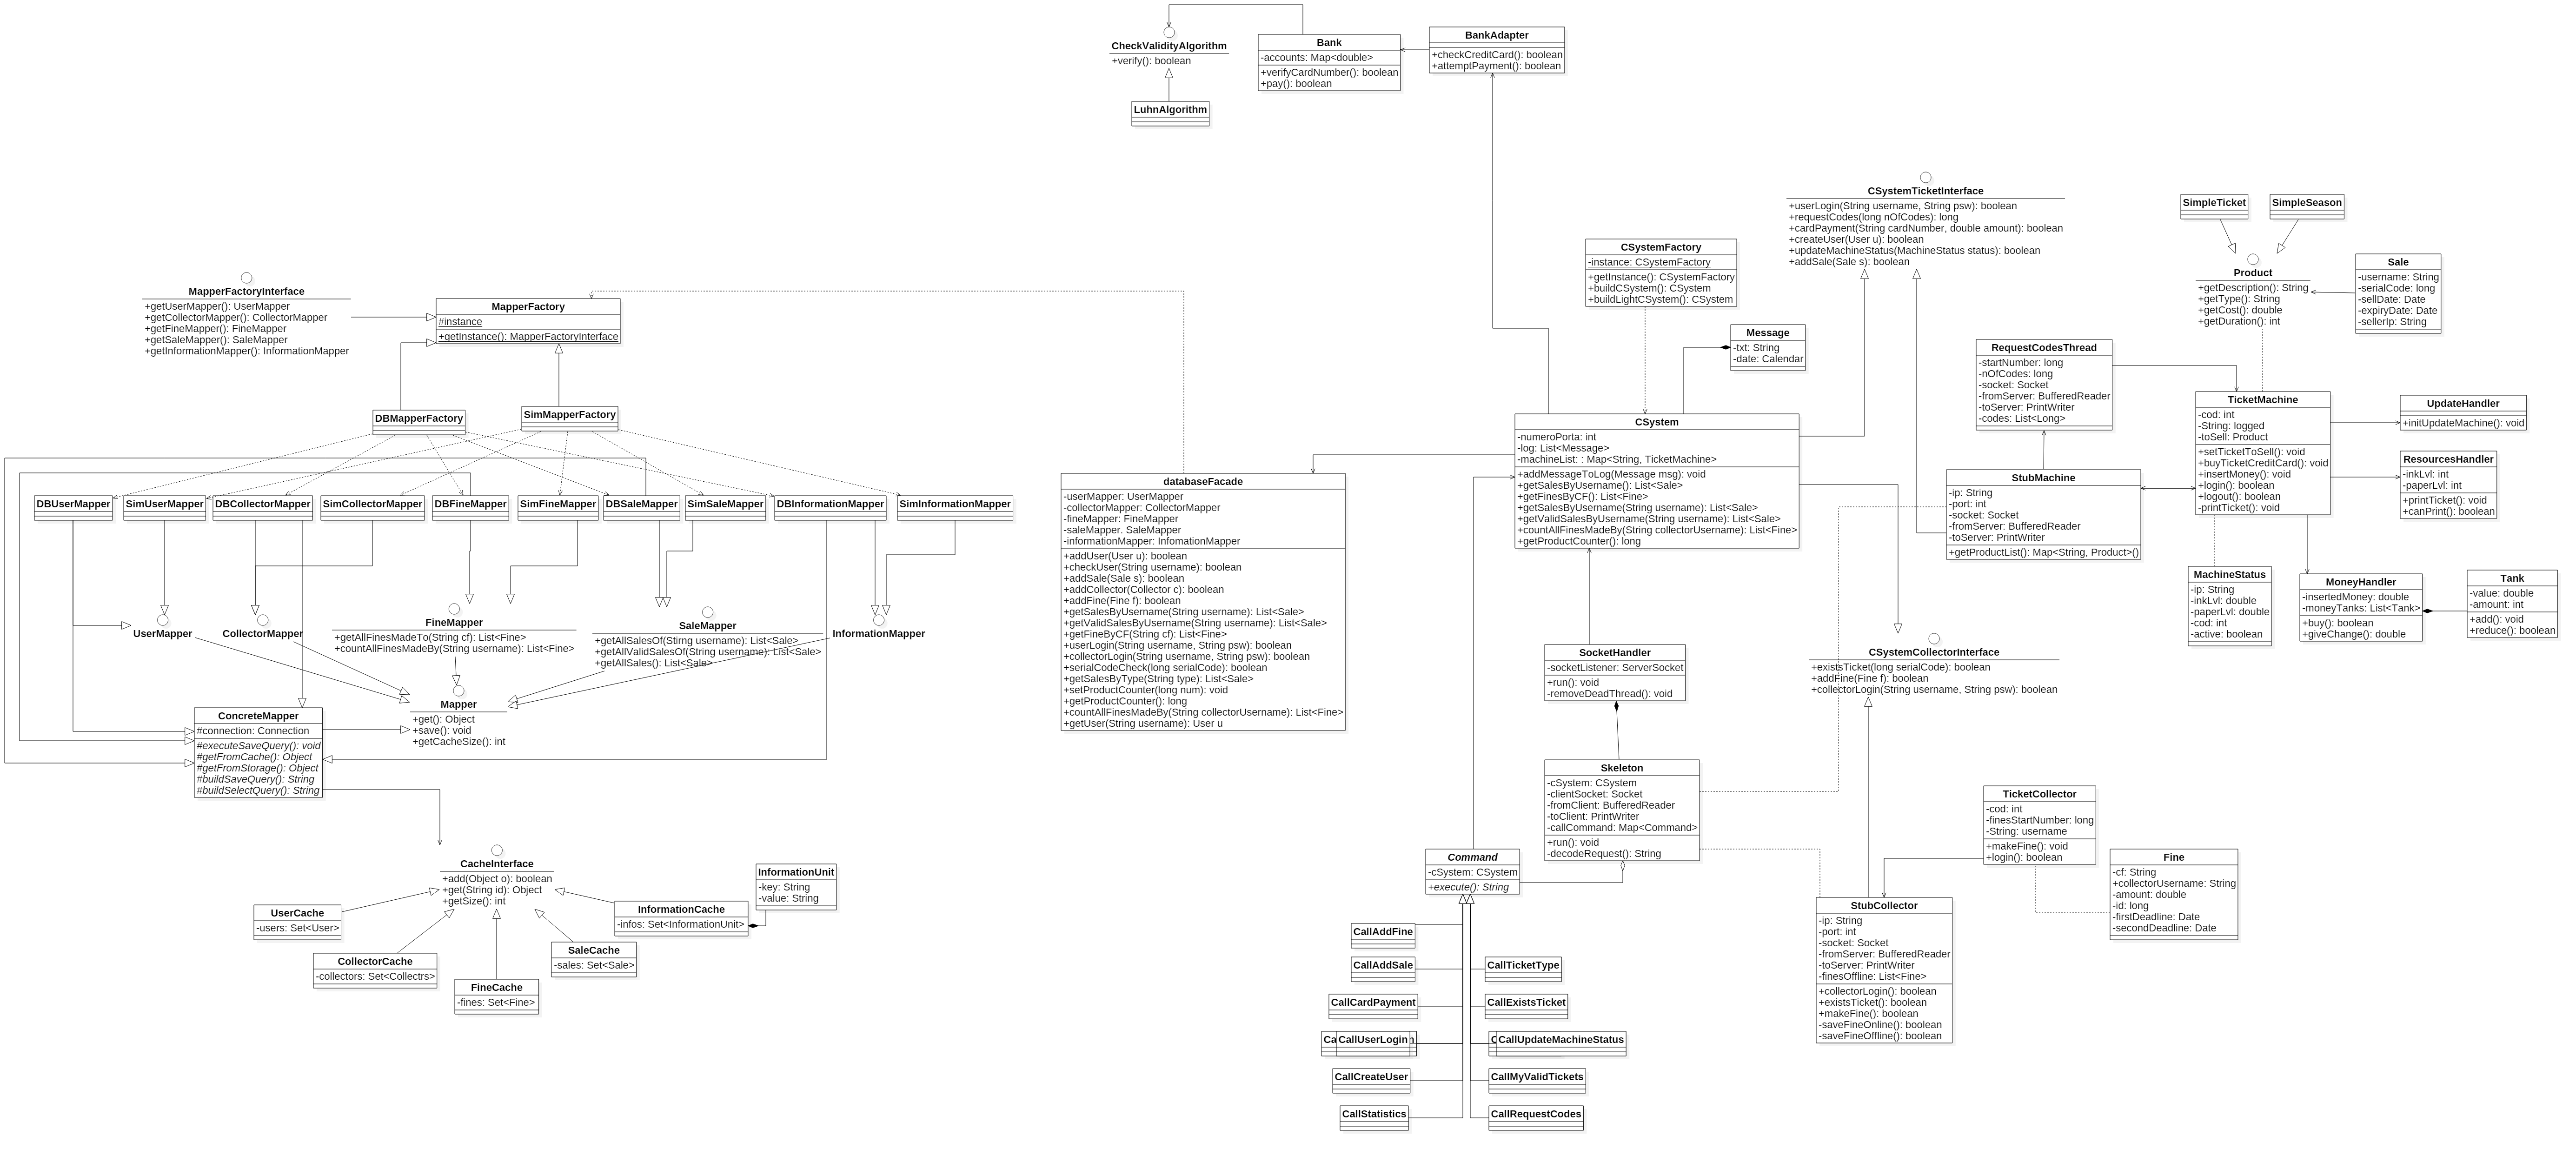 CheckValidityAlgorithm
+verify(): boolean
LuhnAlgorithm
Bank
-accounts: Map<double>
+verifyCardNumber(): boolean
+pay(): boolean
BankAdapter
+checkCreditCard(): boolean
+attemptPayment(): boolean
MapperFactoryInterface
+getUserMapper(): UserMapper
+getCollectorMapper(): CollectorMapper
+getFineMapper(): FineMapper
+getSaleMapper(): SaleMapper
+getInformationMapper(): InformationMapper
MapperFactory
#instance
+getInstance(): MapperFactoryInterface
DBMapperFactory
SimMapperFactory
DBUserMapper
SimUserMapper
DBCollectorMapper
SimCollectorMapper
DBFineMapper
SimFineMapper
DBSaleMapper
SimSaleMapper
DBInformationMapper
SimInformationMapper
UserMapper
CollectorMapper
FineMapper
+getAllFinesMadeTo(String cf): List<Fine>
+countAllFinesMadeBy(String username): List<Fine>
SaleMapper
+getAllSalesOf(Stirng username): List<Sale>
+getAllValidSalesOf(String username): List<Sale>
+getAllSales(): List<Sale>
InformationMapper
Mapper
+get(): Object
+save(): void
+getCacheSize(): int
ConcreteMapper
#connection: Connection
#executeSaveQuery(): void
#getFromCache(): Object
#getFromStorage(): Object
#buildSaveQuery(): String
#buildSelectQuery(): String
CacheInterface
+add(Object o): boolean
+get(String id): Object
+getSize(): int
UserCache
-users: Set<User>
CollectorCache
-collectors: Set<Collectrs>
FineCache
-fines: Set<Fine>
SaleCache
-sales: Set<Sale>
InformationCache
-infos: Set<InformationUnit>
InformationUnit
-key: String
-value: String
databaseFacade
-userMapper: UserMapper
-collectorMapper: CollectorMapper
-fineMapper: FineMapper
-saleMapper. SaleMapper
-informationMapper: InfomationMapper
+addUser(User u): boolean
+checkUser(String username): boolean
+addSale(Sale s): boolean
+addCollector(Collector c): boolean
+addFine(Fine f): boolean
+getSalesByUsername(String username): List<Sale>
+getValidSalesByUsername(String username): List<Sale>
+getFineByCF(String cf): List<Fine>
+userLogin(String username, String psw): boolean
+collectorLogin(String username, String psw): boolean
+serialCodeCheck(long serialCode): boolean
+getSalesByType(String type): List<Sale>
+setProductCounter(long num): void
+getProductCounter(): long
+countAllFinesMadeBy(String collectorUsername): List<Fine>
+getUser(String username): User u
CSystemFactory
-instance: CSystemFactory
+getInstance(): CSystemFactory
+buildCSystem(): CSystem
+buildLightCSystem(): CSystem
Message
-txt: String
-date: Calendar
CSystem
-numeroPorta: int
-log: List<Message>
-machineList: : Map<String, TicketMachine>
+addMessageToLog(Message msg): void
+getSalesByUsername(): List<Sale>
+getFinesByCF(): List<Fine>
+getSalesByUsername(String username): List<Sale>
+getValidSalesByUsername(String username): List<Sale>
+countAllFinesMadeBy(String collectorUsername): List<Fine>
+getProductCounter(): long
CSystemTicketInterface
+userLogin(String username, String psw): boolean
+requestCodes(long nOfCodes): long
+cardPayment(String cardNumber, double amount): boolean
+createUser(User u): boolean
+updateMachineStatus(MachineStatus status): boolean
+addSale(Sale s): boolean
SimpleTicket
SimpleSeason
Product
+getDescription(): String
+getType(): String
+getCost(): double
+getDuration(): int
Sale
-username: String
-serialCode: long
-sellDate: Date
-expiryDate: Date
-sellerIp: String
RequestCodesThread
-startNumber: long
-nOfCodes: long
-socket: Socket
-fromServer: BufferedReader
-toServer: PrintWriter
-codes: List<Long>
TicketMachine
-cod: int
-String: logged
-toSell: Product
+setTicketToSell(): void
+buyTicketCreditCard(): void
+insertMoney(): void
+login(): boolean
+logout(): boolean
-printTicket(): void
UpdateHandler
+initUpdateMachine(): void
ResourcesHandler
-inkLvl: int
-paperLvl: int
+printTicket(): void
+canPrint(): boolean
StubMachine
-ip: String
-port: int
-socket: Socket
-fromServer: BufferedReader
-toServer: PrintWriter
+getProductList(): Map<String, Product>()
MachineStatus
-ip: String
-inkLvl: double
-paperLvl: double
-cod: int
-active: boolean
MoneyHandler
-insertedMoney: double
-moneyTanks: List<Tank>
+buy(): boolean
+giveChange(): double
Tank
-value: double
-amount: int
+add(): void
+reduce(): boolean
SocketHandler
-socketListener: ServerSocket
+run(): void
-removeDeadThread(): void
CSystemCollectorInterface
+existsTicket(long serialCode): boolean
+addFine(Fine f): boolean
+collectorLogin(String username, String psw): boolean
Skeleton
-cSystem: CSystem
-clientSocket: Socket
-fromClient: BufferedReader
-toClient: PrintWriter
-callCommand: Map<Command>
+run(): void
-decodeRequest(): String
Command
-cSystem: CSystem
+execute(): String
TicketCollector
-cod: int
-finesStartNumber: long
-String: username
+makeFine(): void
+login(): boolean
Fine
-cf: String
+collectorUsername: String
-amount: double
-id: long
-firstDeadline: Date
-secondDeadline: Date
StubCollector
-ip: String
-port: int
-socket: Socket
-fromServer: BufferedReader
-toServer: PrintWriter
-finesOffline: List<Fine>
+collectorLogin(): boolean
+existsTicket(): boolean
+makeFine(): boolean
-saveFineOnline(): boolean
-saveFineOffline(): boolean
CallAddFine
CallAddSale
CallTicketType
CallCardPayment
CallExistsTicket
CallUserLogin
CallUpdateMachineStatus
CallCreateUser
CallMyValidTickets
CallStatistics
CallRequestCodes